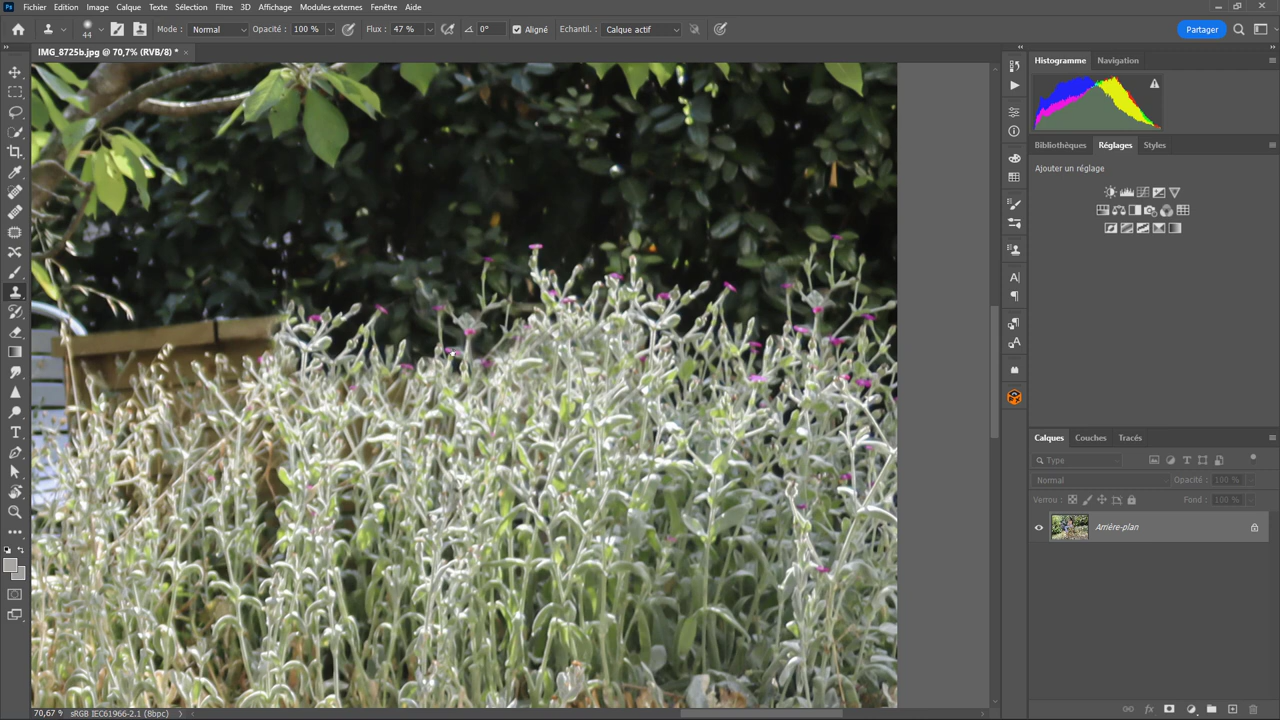 Ps Fichier Edition Image Calque Texte Sélection Filtre 3D Affichage Modules externes Fenêtre Aide
44 Mode : Normal Opacité : 100 % Flux : 47 % 0° Aligné Echantil. : Calque actif Partager
IMG_8725b.jpg @ 70,7% (RVB/8) * ×
Histogramme Navigation
Bibliothèques Réglages Styles
Ajouter un réglage
Calques Couches Tracés
Type
Normal Opacité : 100 %
Verrou : Fond : 100 %
Arrière-plan
fx
70,67 % sRGB IEC61966-2.1 (8bpc)